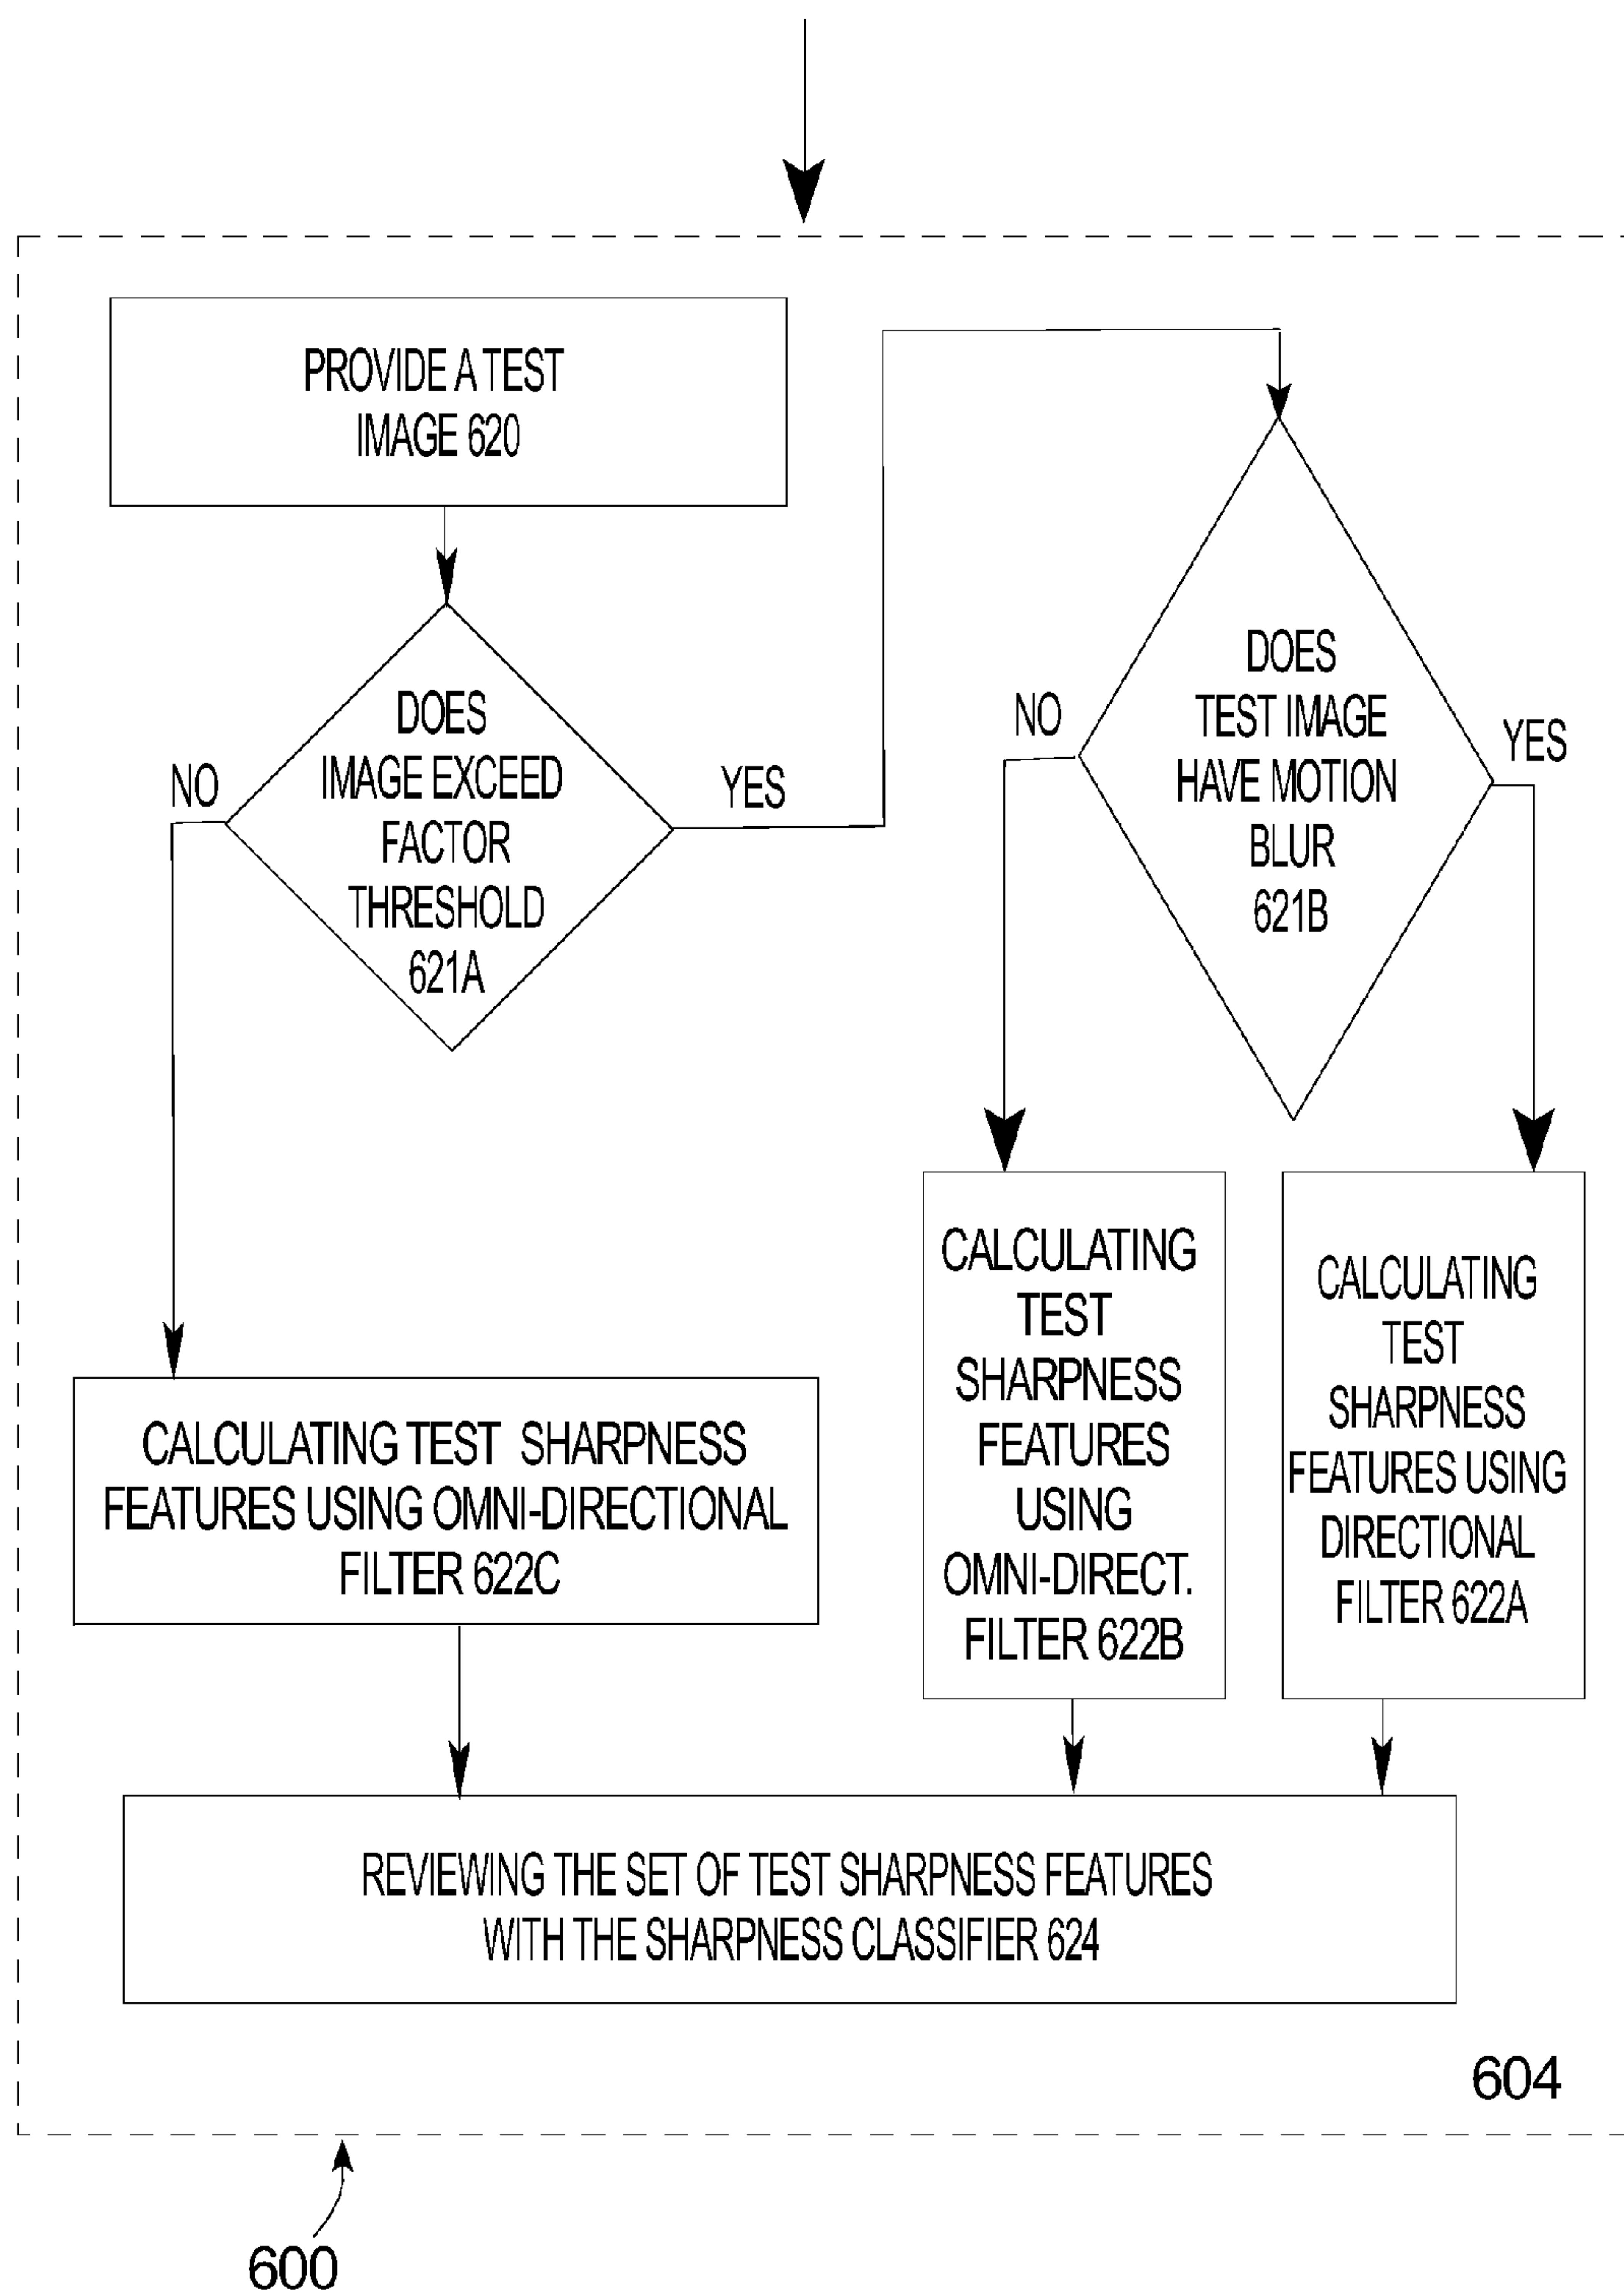 PROVIDE A TEST
IMAGE 620
DOES
IMAGE EXCEED
FACTOR
THRESHOLD
621A
NO
YES
DOES
TEST IMAGE
HAVE MOTION
BLUR
621B
NO
YES
CALCULATING TEST SHARPNESS
FEATURES USING OMNI-DIRECTIONAL
FILTER 622C
CALCULATING
TEST
SHARPNESS
FEATURES
USING
OMNI-DIRECT.
FILTER 622B
CALCULATING
TEST
SHARPNESS
FEATURES USING
DIRECTIONAL
FILTER 622A
REVIEWING THE SET OF TEST SHARPNESS FEATURES
WITH THE SHARPNESS CLASSIFIER 624
604
600